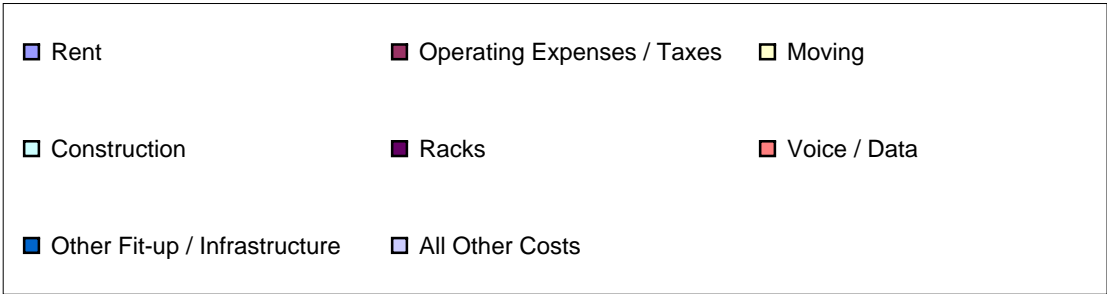 Rent Operating Expenses / Taxes Moving
Construction Racks Voice / Data
Other Fit-up / Infrastructure All Other Costs